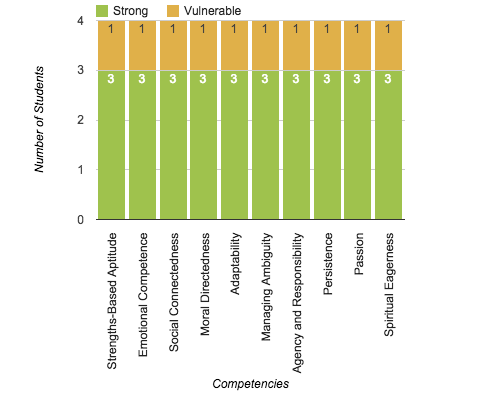 Strong Vulnerable
4
1 1 1 1 1 1 1 1 1 1
3
3 3 3 3 3 3 3 3 3 3
2
1
0
Number of Students
Strengths-Based Aptitude
Emotional Competence
Social Connectedness
Moral Directedness
Adaptability
Managing Ambiguity
Agency and Responsibility
Persistence
Passion
Spiritual Eagerness
Competencies